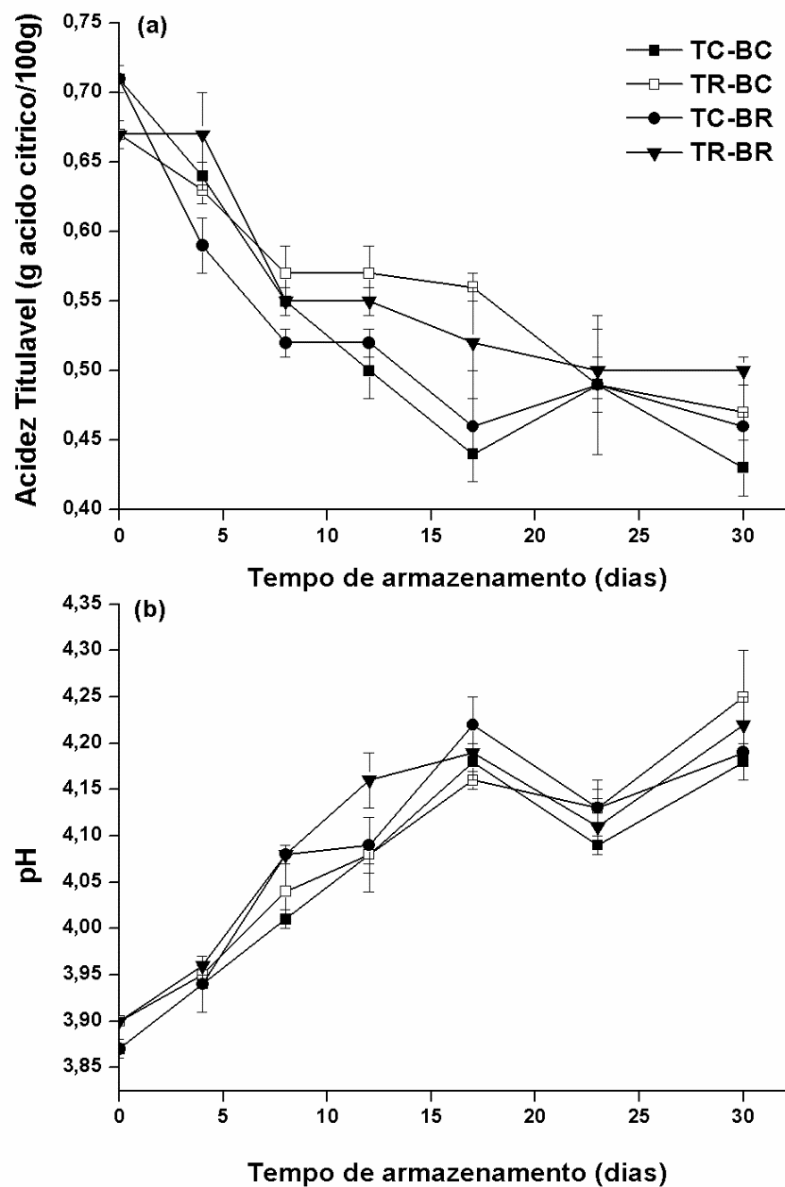 (a)
TC-BC
TR-BC
TC-BR
TR-BR
Acidez Titulavel (g acido citrico/100g)
0,75
0,70
0,65
0,60
0,55
0,50
0,45
0,40
0 5 10 15 20 25 30
Tempo de armazenamento (dias)
(b)
pH
4,35
4,30
4,25
4,20
4,15
4,10
4,05
4,00
3,95
3,90
3,85
0 5 10 15 20 25 30
Tempo de armazenamento (dias)